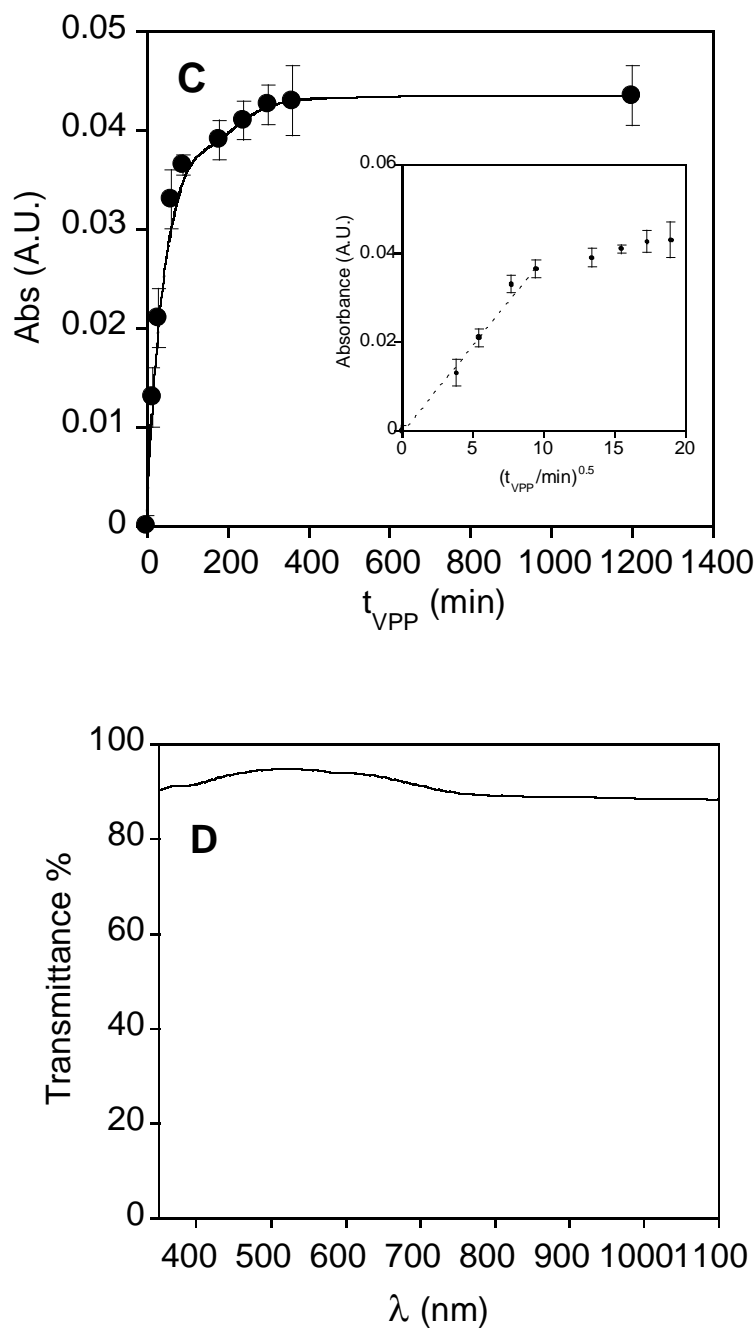 C
Abs (A.U.)
0.05
0.04
0.03
0.02
0.01
0
0 200 400 600 800 1000 1200 1400
t_VPP (min)
Absorbance (A.U.)
0.06
0.04
0.02
0
0 5 10 15 20
(t_VPP/min)^0.5
D
Transmittance %
100
80
60
40
20
0
400 500 600 700 800 900 1000 1100
λ (nm)